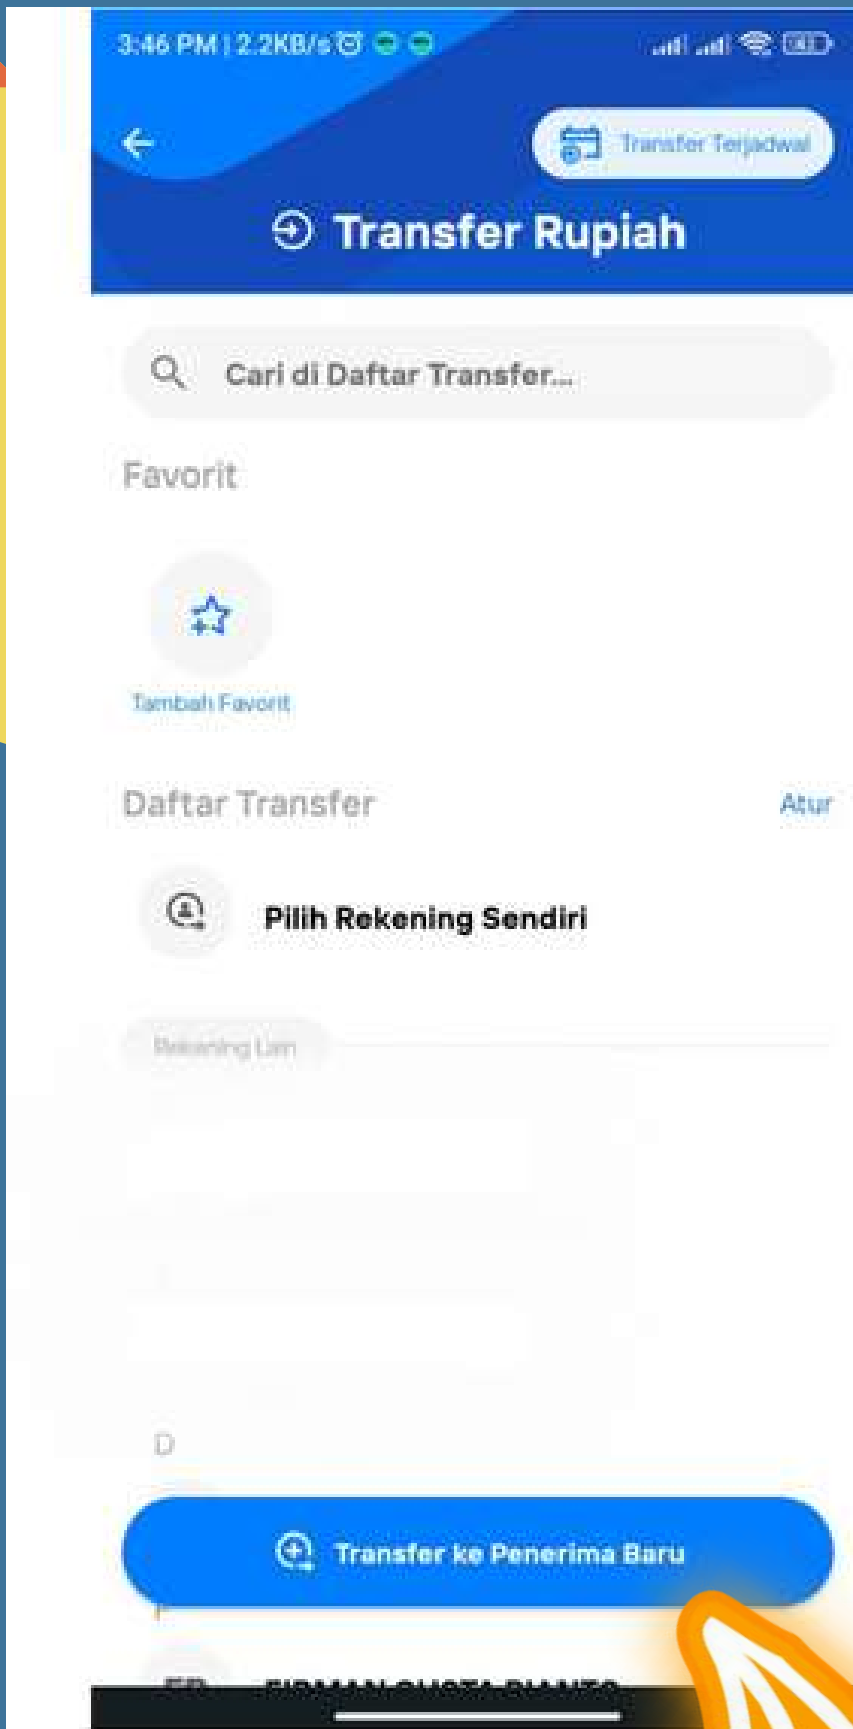 3:46 PM | 2.2KB/s
Transfer Terjadwal
Transfer Rupiah
Cari di Daftar Transfer...
Favorit
Tambah Favorit
Daftar Transfer
Atur
Pilih Rekening Sendiri
Rekening Lain
D
Transfer ke Penerima Baru